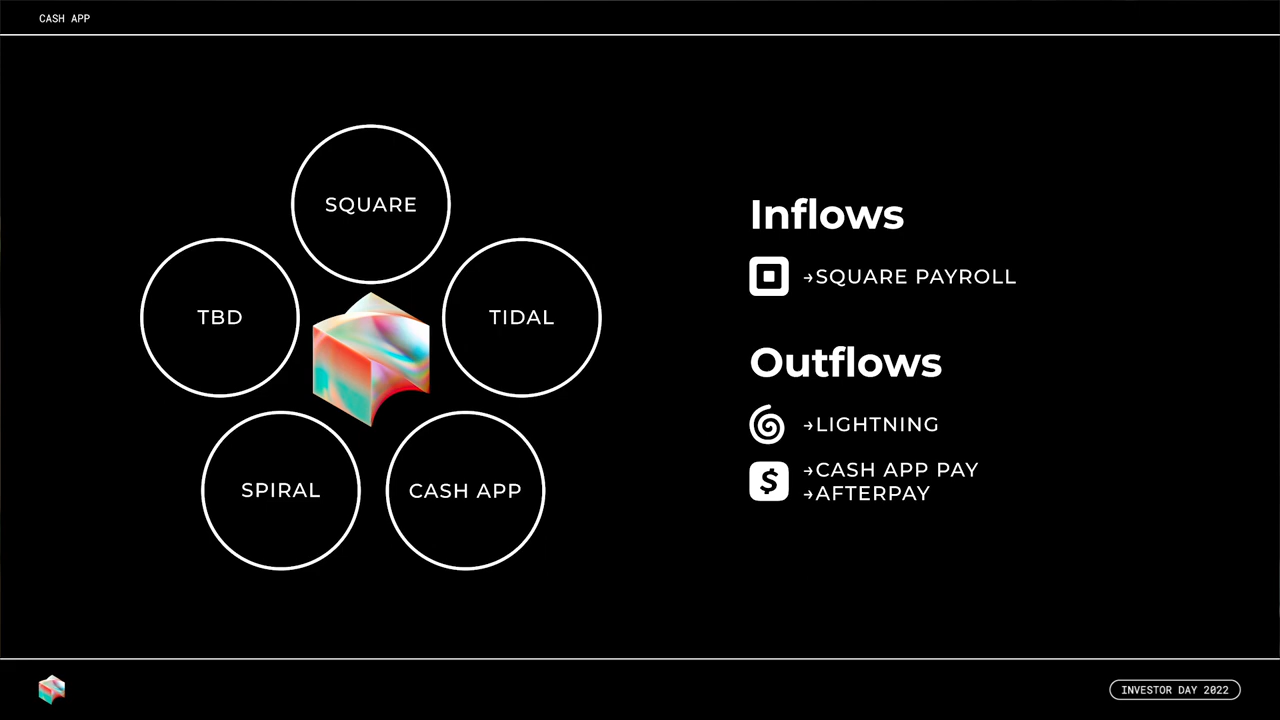 CASH APP
SQUARE
TBD
TIDAL
SPIRAL
CASH APP
Inflows
→SQUARE PAYROLL
Outflows
→LIGHTNING
$
→CASH APP PAY
→AFTERPAY
INVESTOR DAY 2022